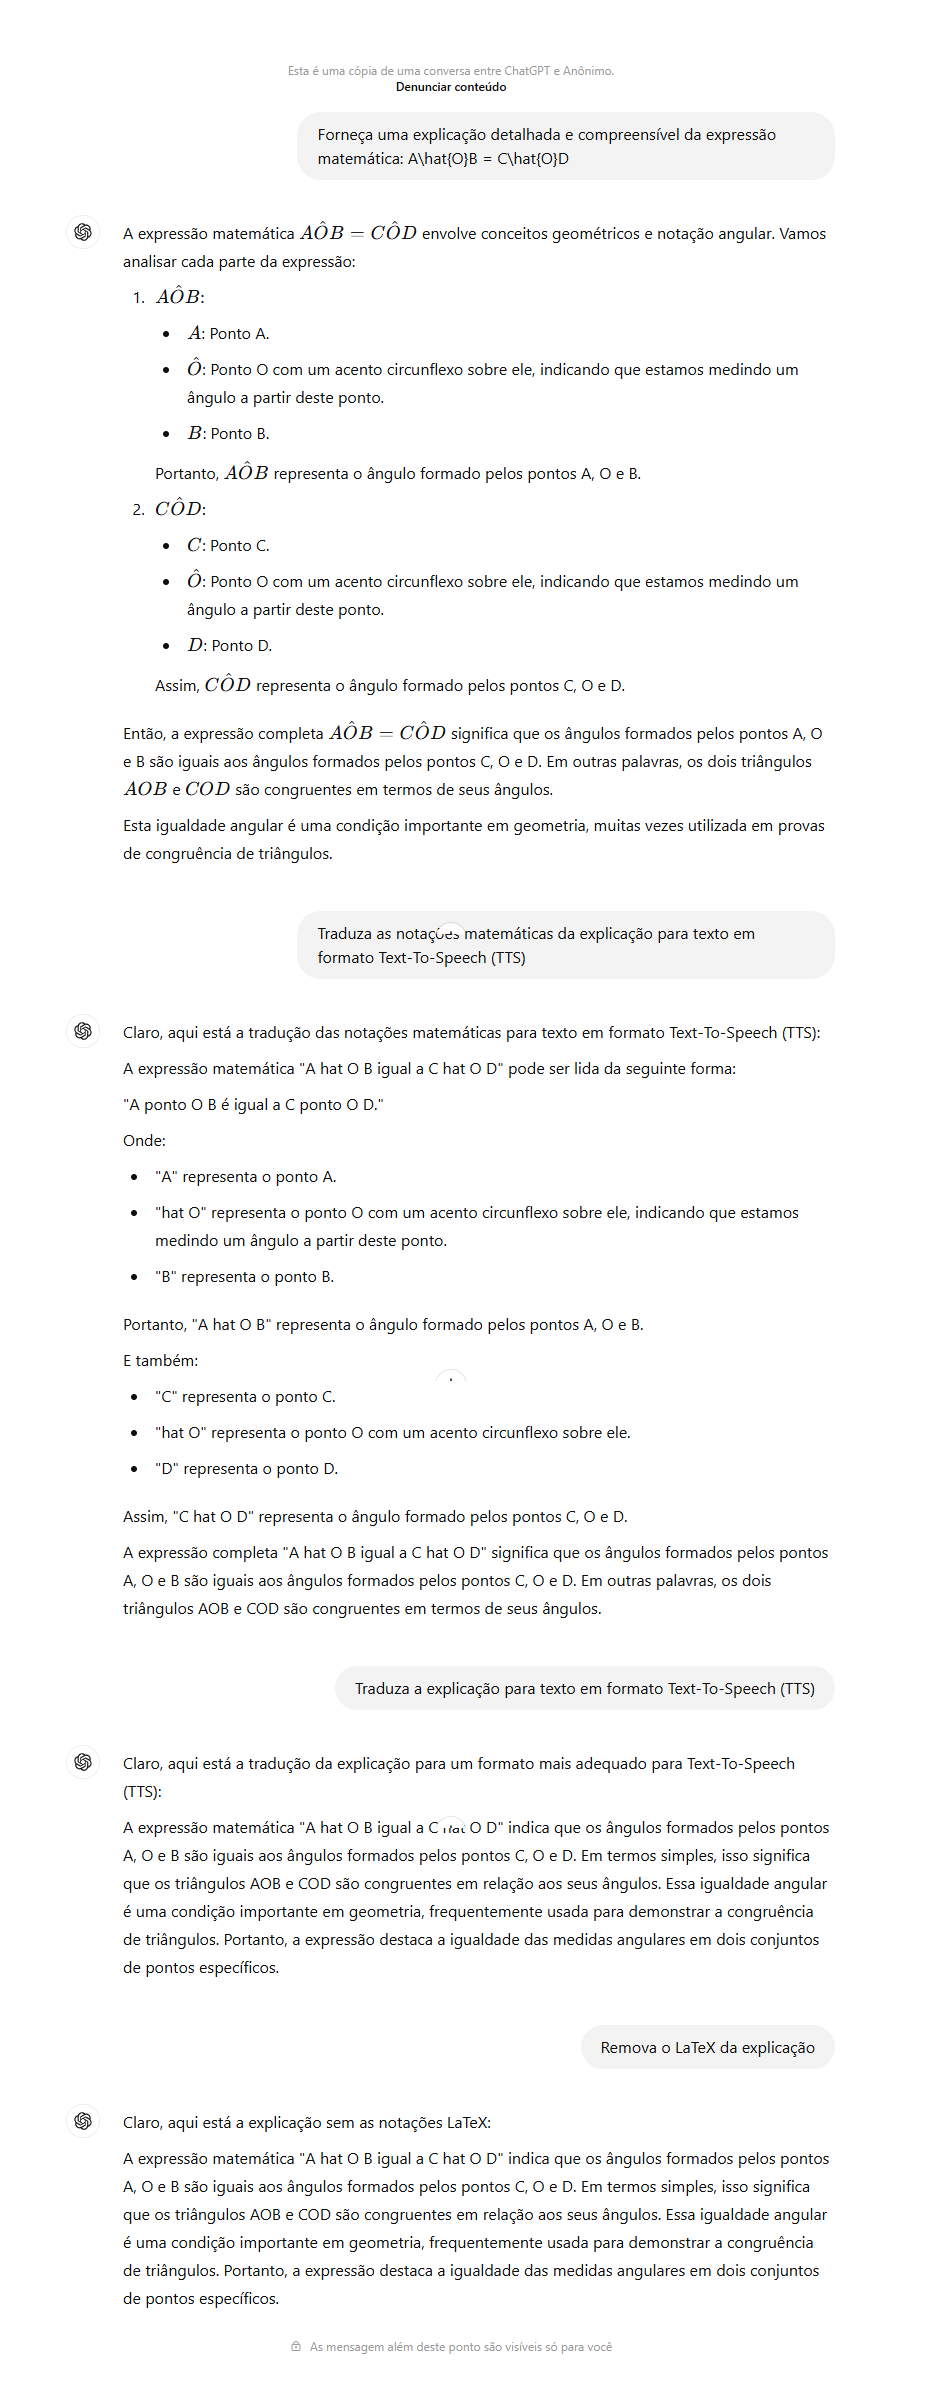 Esta é uma cópia de uma conversa entre ChatGPT e Anônimo.
Denunciar conteúdo
Forneça uma explicação detalhada e compreensível da expressão
matemática: A\hat{O}B = C\hat{O}D
A expressão matemática AÔB = CÔD envolve conceitos geométricos e notação angular. Vamos
analisar cada parte da expressão:
1. AÔB:
• A: Ponto A.
• Ô: Ponto O com um acento circunflexo sobre ele, indicando que estamos medindo um
ângulo a partir deste ponto.
• B: Ponto B.
Portanto, AÔB representa o ângulo formado pelos pontos A, O e B.
2. CÔD:
• C: Ponto C.
• Ô: Ponto O com um acento circunflexo sobre ele, indicando que estamos medindo um
ângulo a partir deste ponto.
• D: Ponto D.
Assim, CÔD representa o ângulo formado pelos pontos C, O e D.
Então, a expressão completa AÔB = CÔD significa que os ângulos formados pelos pontos A, O
e B são iguais aos ângulos formados pelos pontos C, O e D. Em outras palavras, os dois triângulos
AOB e COD são congruentes em termos de seus ângulos.
Esta igualdade angular é uma condição importante em geometria, muitas vezes utilizada em provas
de congruência de triângulos.
Traduza as notações matemáticas da explicação para texto em
formato Text-To-Speech (TTS)
Claro, aqui está a tradução das notações matemáticas para texto em formato Text-To-Speech (TTS):
A expressão matemática "A hat O B igual a C hat O D" pode ser lida da seguinte forma:
"A ponto O B é igual a C ponto O D."
Onde:
• "A" representa o ponto A.
• "hat O" representa o ponto O com um acento circunflexo sobre ele, indicando que estamos
medindo um ângulo a partir deste ponto.
• "B" representa o ponto B.
Portanto, "A hat O B" representa o ângulo formado pelos pontos A, O e B.
E também:
• "C" representa o ponto C.
• "hat O" representa o ponto O com um acento circunflexo sobre ele.
• "D" representa o ponto D.
Assim, "C hat O D" representa o ângulo formado pelos pontos C, O e D.
A expressão completa "A hat O B igual a C hat O D" significa que os ângulos formados pelos pontos
A, O e B são iguais aos ângulos formados pelos pontos C, O e D. Em outras palavras, os dois
triângulos AOB e COD são congruentes em termos de seus ângulos.
Traduza a explicação para texto em formato Text-To-Speech (TTS)
Claro, aqui está a tradução da explicação para um formato mais adequado para Text-To-Speech
(TTS):
A expressão matemática "A hat O B igual a C hat O D" indica que os ângulos formados pelos pontos
A, O e B são iguais aos ângulos formados pelos pontos C, O e D. Em termos simples, isso significa
que os triângulos AOB e COD são congruentes em relação aos seus ângulos. Essa igualdade angular
é uma condição importante em geometria, frequentemente usada para demonstrar a congruência
de triângulos. Portanto, a expressão destaca a igualdade das medidas angulares em dois conjuntos
de pontos específicos.
Remova o LaTeX da explicação
Claro, aqui está a explicação sem as notações LaTeX:
A expressão matemática "A hat O B igual a C hat O D" indica que os ângulos formados pelos pontos
A, O e B são iguais aos ângulos formados pelos pontos C, O e D. Em termos simples, isso significa
que os triângulos AOB e COD são congruentes em relação aos seus ângulos. Essa igualdade angular
é uma condição importante em geometria, frequentemente usada para demonstrar a congruência
de triângulos. Portanto, a expressão destaca a igualdade das medidas angulares em dois conjuntos
de pontos específicos.
As mensagem além deste ponto são visíveis só para você